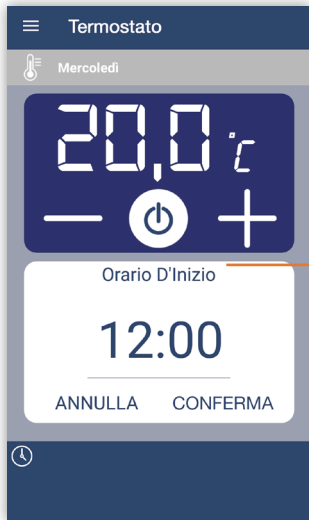 Termostato
Mercoledì
20,0 °C
Orario D'Inizio
12:00
ANNULLA CONFERMA